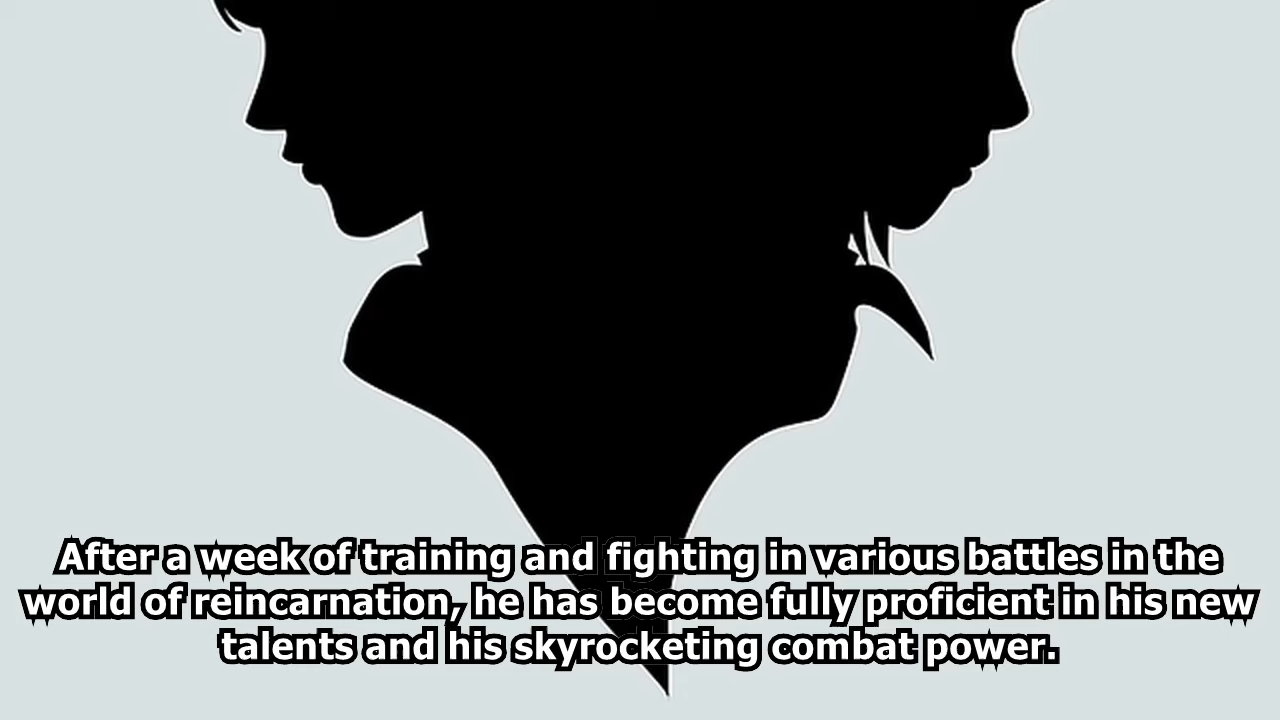 After a week of training and fighting in various battles in the
world of reincarnation, he has become fully proficient in his new
talents and his skyrocketing combat power.